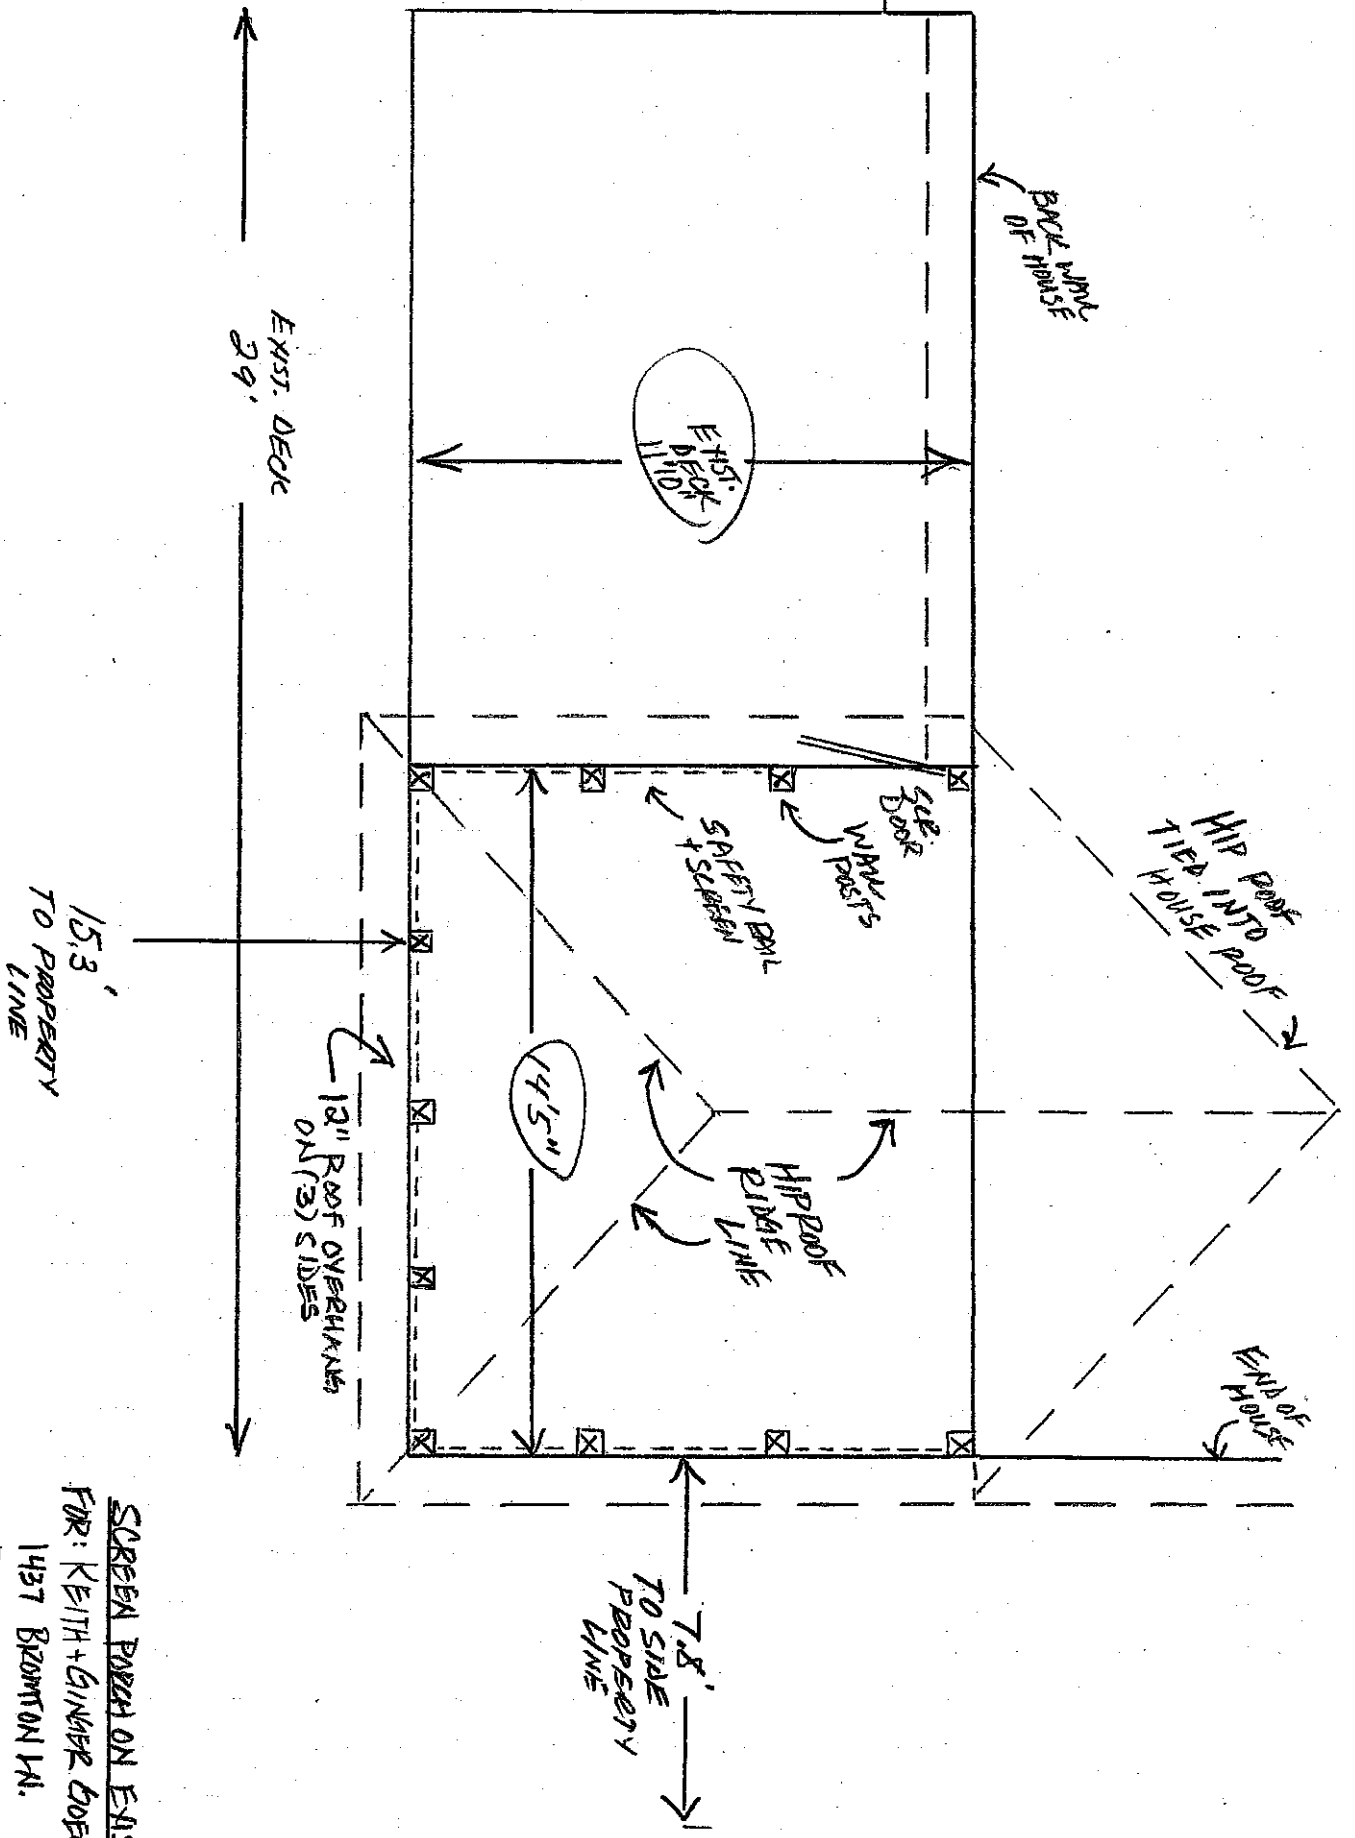 BACK WALL
OF HOUSE
EXIST.
DECK
11'10"
EXIST. DECK
29'
HIP ROOF
TIED INTO
HOUSE ROOF
SCR.
DOOR
WALL
POSTS
SAFETY RAIL
+ SCREEN
14'5"
HIP ROOF
RIDGE
LINE
END OF
HOUSE
12" ROOF OVERHANG
ON (3) SIDES
15.3'
TO PROPERTY
LINE
7.8'
TO SIDE
PROPERTY
LINE
SCREEN PORCH ON
FOR: KEITH + GINGER
1437 BROMTON LN.